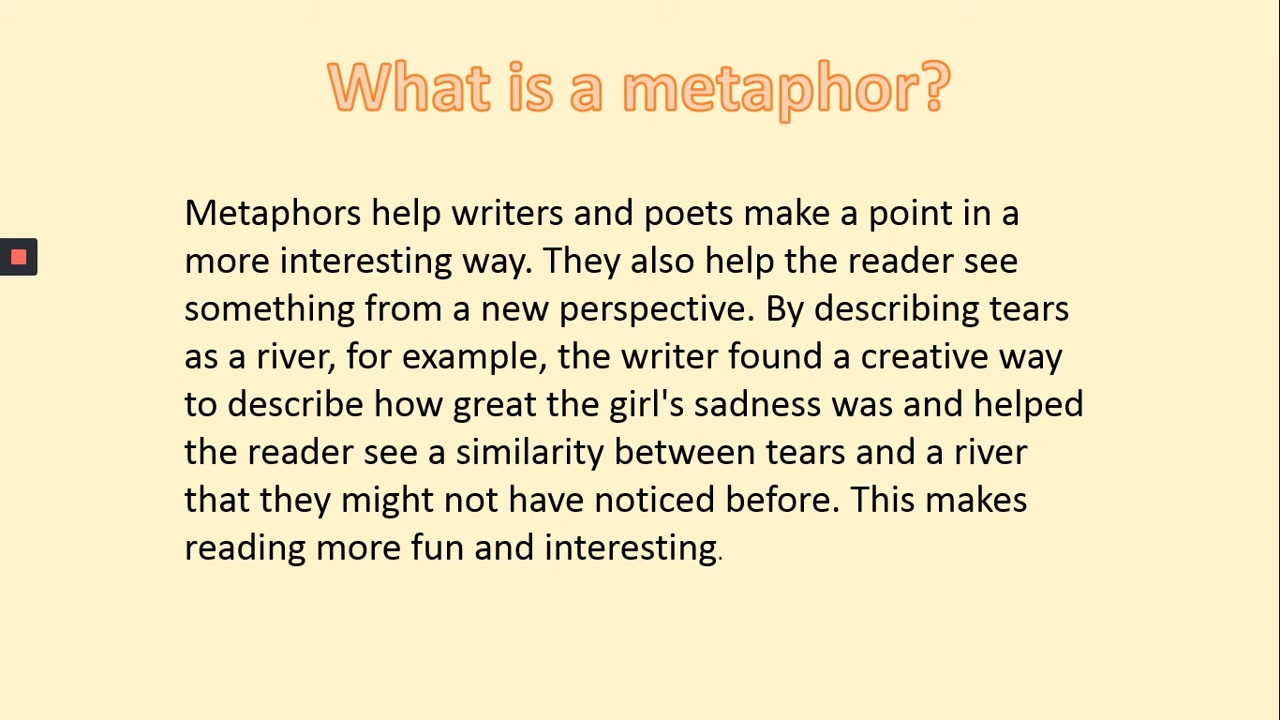 What is a metaphor?
Metaphors help writers and poets make a point in a
more interesting way. They also help the reader see
something from a new perspective. By describing tears
as a river, for example, the writer found a creative way
to describe how great the girl's sadness was and helped
the reader see a similarity between tears and a river
that they might not have noticed before. This makes
reading more fun and interesting.